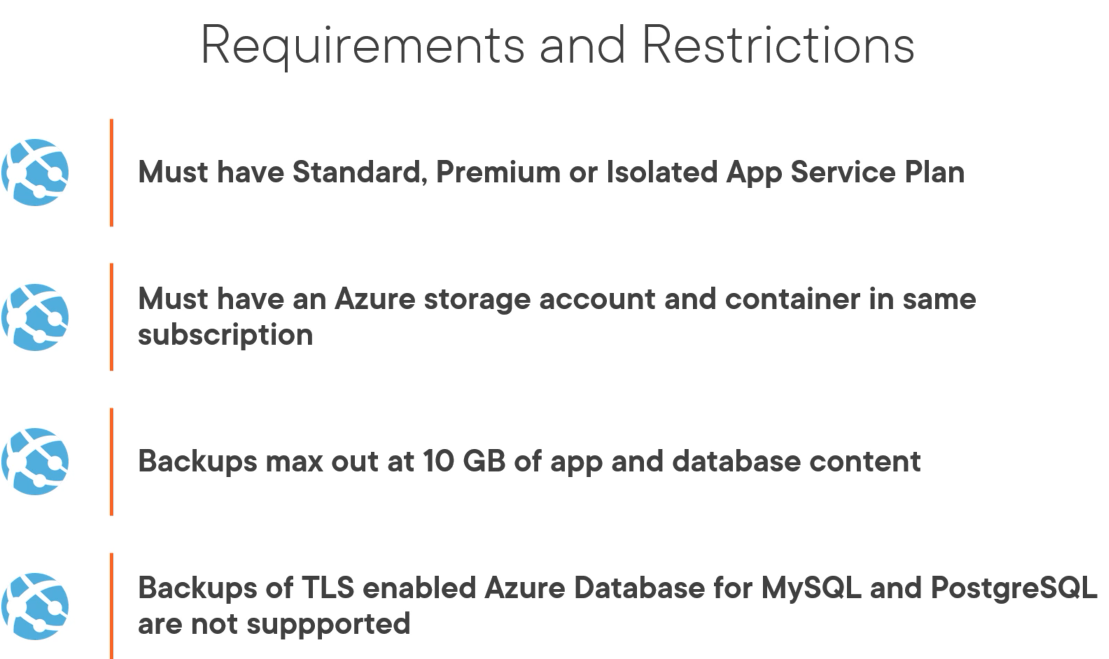 Requirements and Restrictions
Must have Standard, Premium or Isolated App Service Plan
Must have an Azure storage account and container in same
subscription
Backups max out at 10 GB of app and database content
Backups of TLS enabled Azure Database for MySQL and PostgreSQL
are not suppported